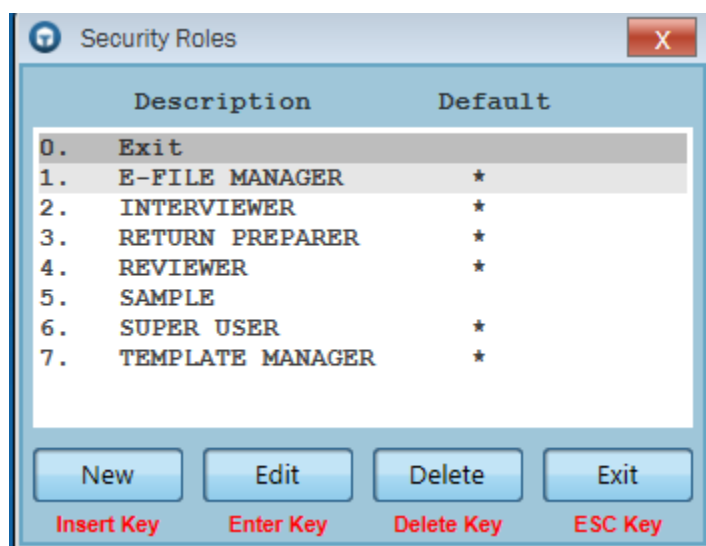 Security Roles X
Description Default
0. Exit
1. E-FILE MANAGER *
2. INTERVIEWER *
3. RETURN PREPARER *
4. REVIEWER *
5. SAMPLE
6. SUPER USER *
7. TEMPLATE MANAGER *
New Edit Delete Exit
Insert Key Enter Key Delete Key ESC Key